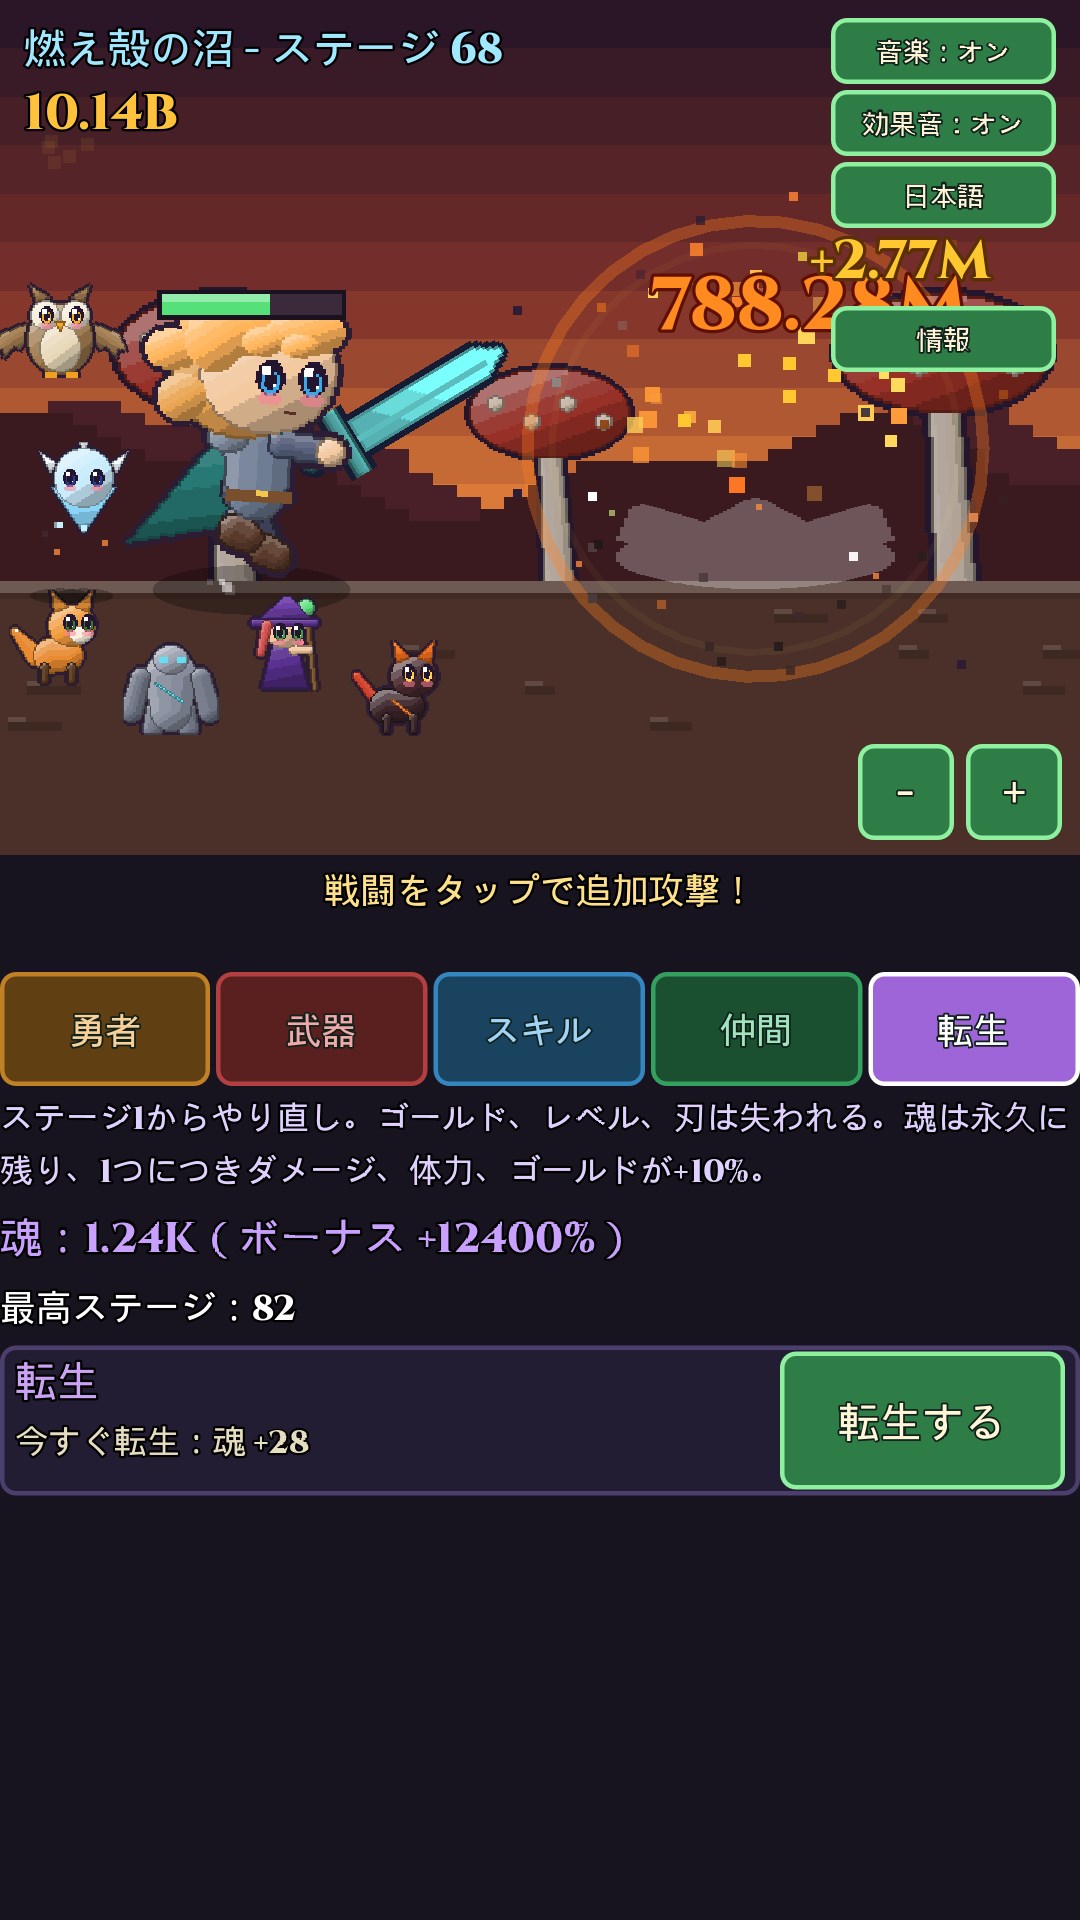 燃え殻の沼 - ステージ 68
10.14B
音楽：オン
効果音：オン
日本語
+2.77M
788.28M
情報
-
+
戦闘をタップで追加攻撃！
勇者
武器
スキル
仲間
転生
ステージ1からやり直し。ゴールド、レベル、刃は失われる。魂は永久に
残り、1つにつきダメージ、体力、ゴールドが+10%。
魂：1.24K（ボーナス +12400%）
最高ステージ：82
転生
今すぐ転生：魂 +28
転生する